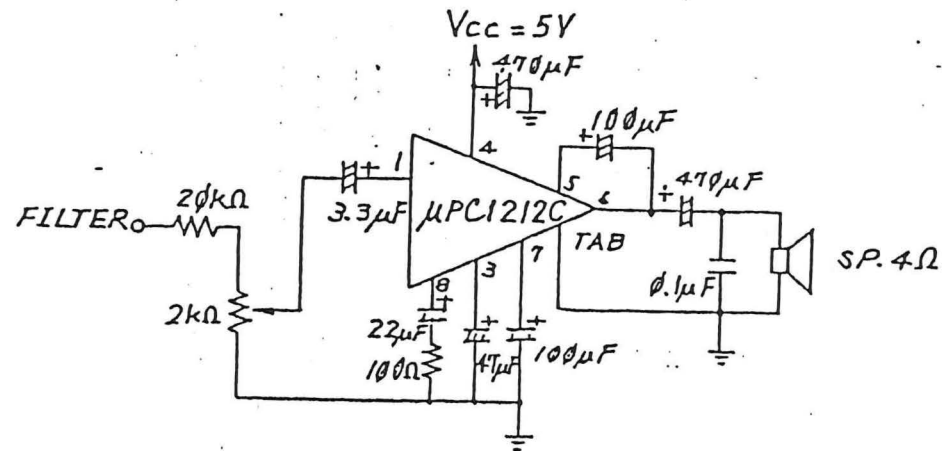 Vcc = 5V
470µF
100µF
1
4
5
6
470µF
20kΩ
3.3µF
µPC1212C
FILTER
TAB
7
3
8
SP. 4Ω
0.1µF
2kΩ
22µF
100Ω
47µF
100µF